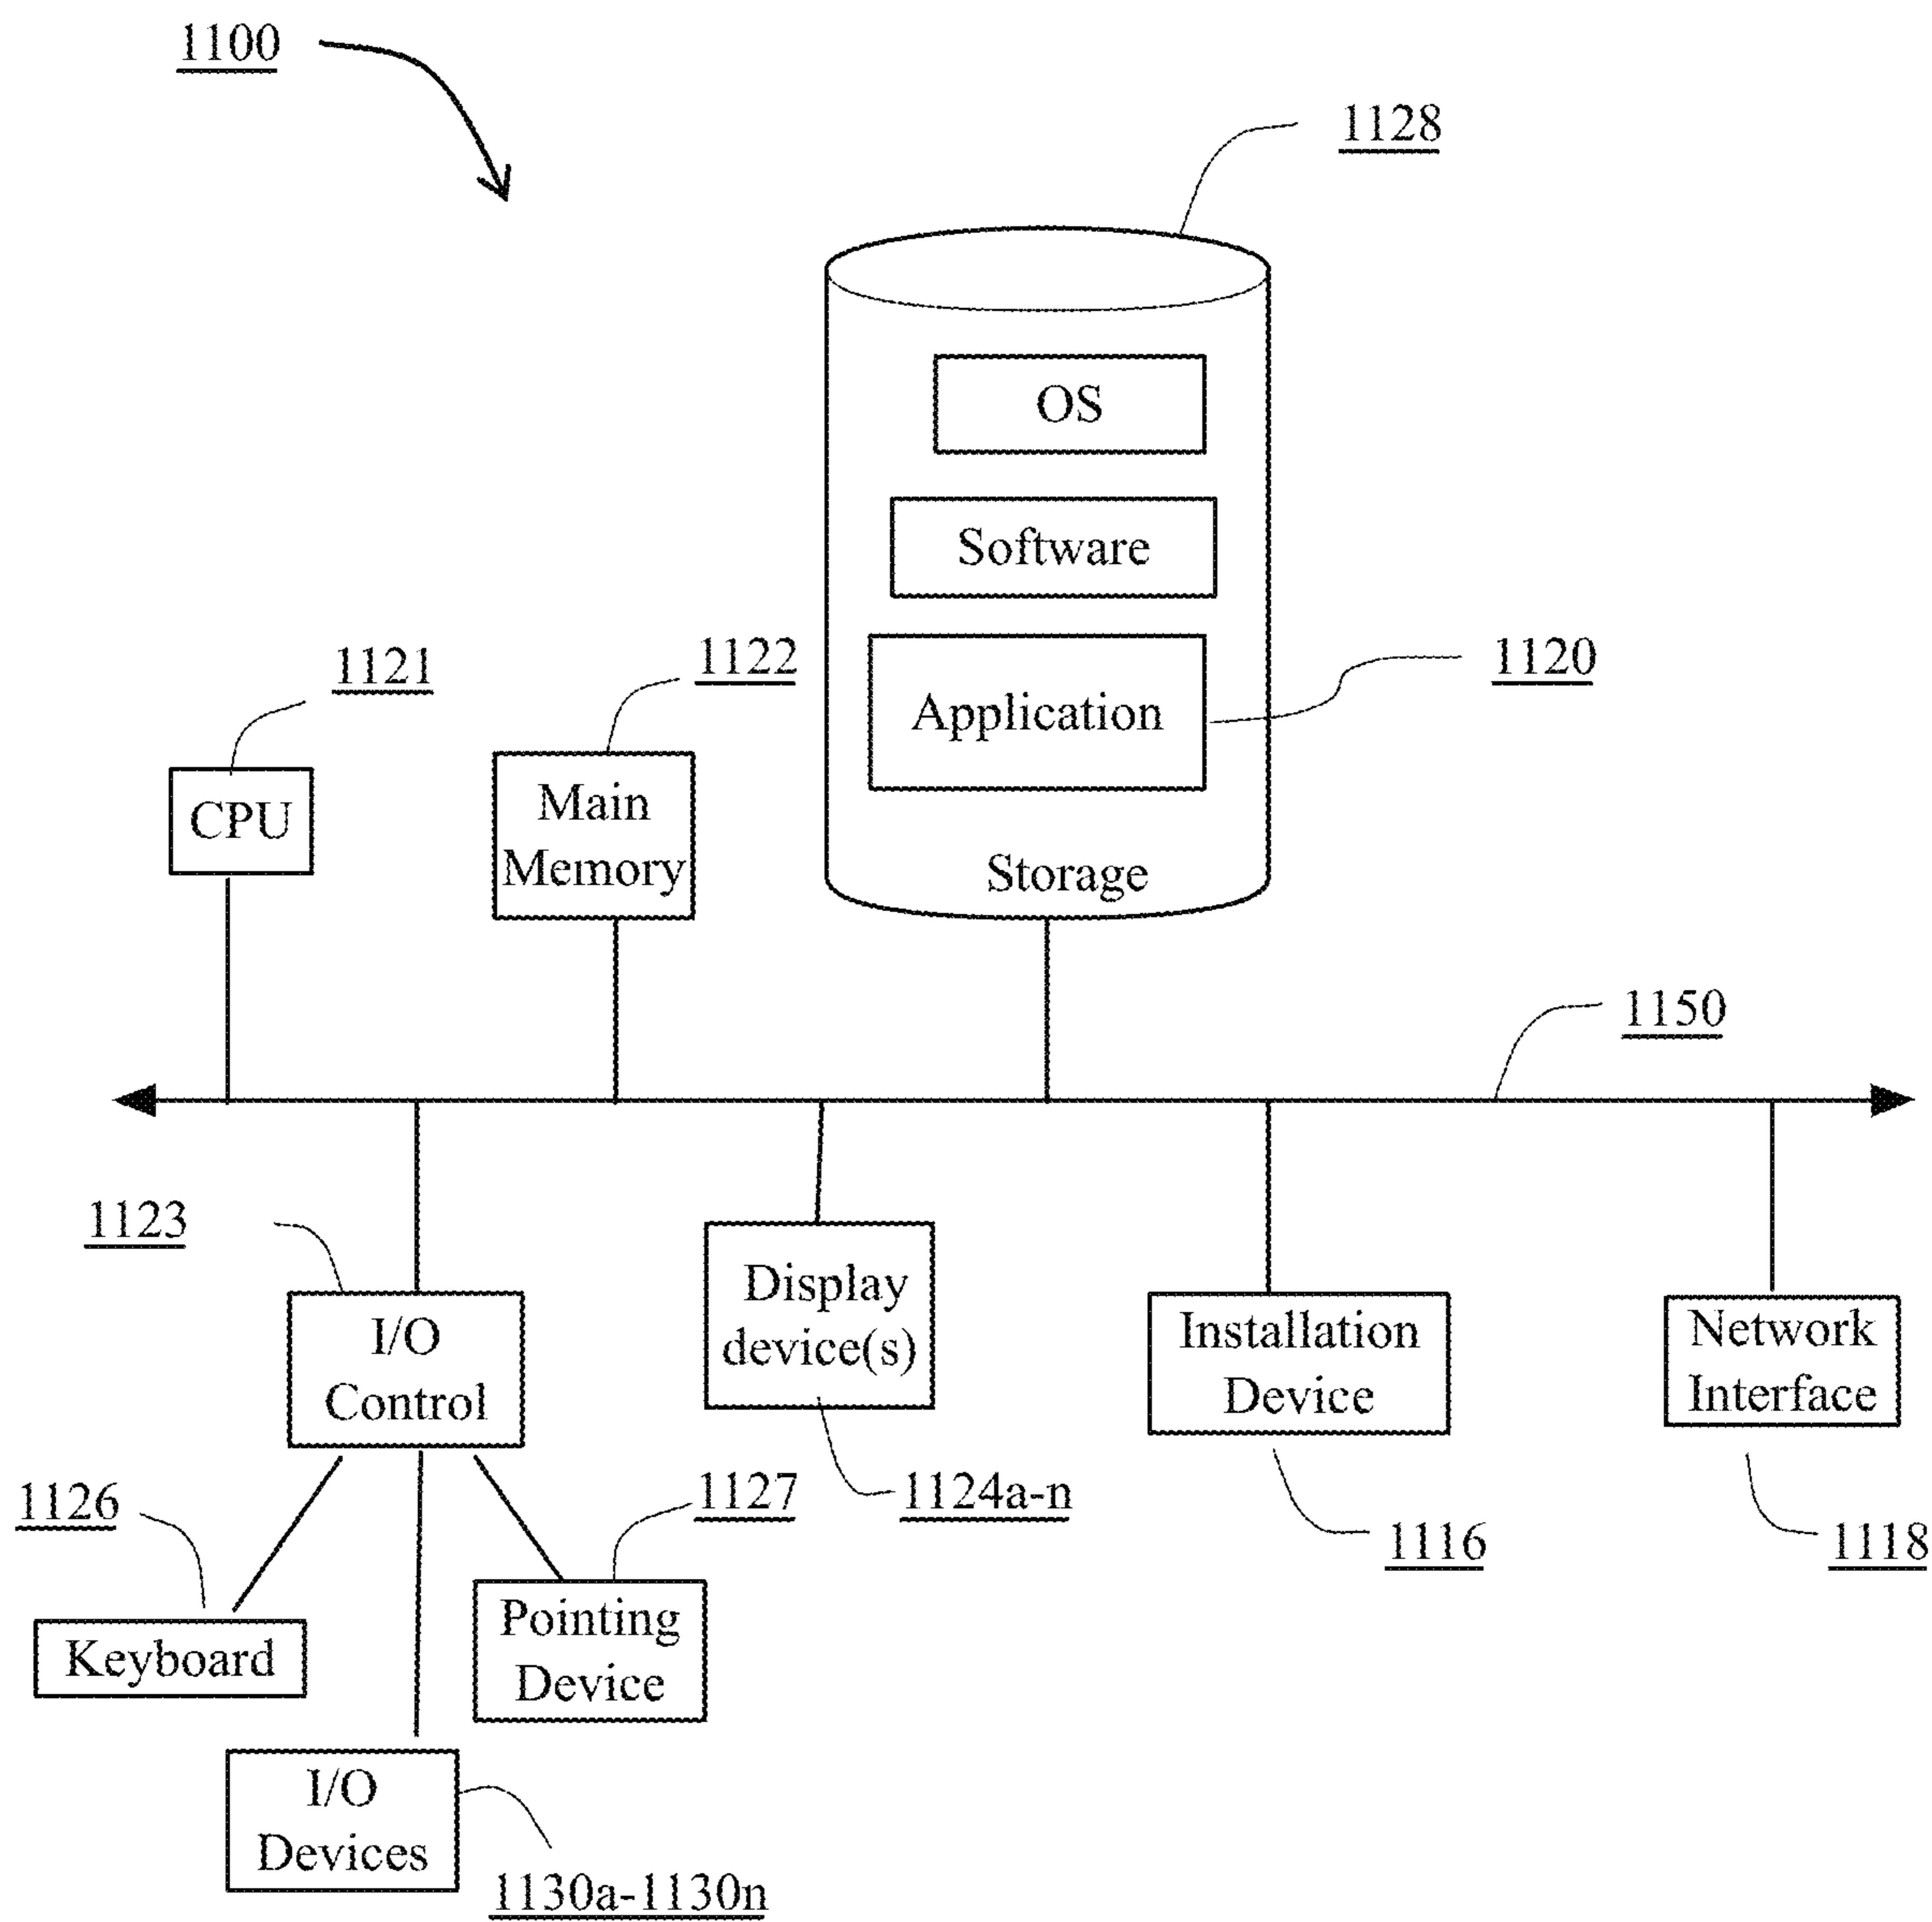 1100
1128
OS
Software
1121
1122
1120
Application
CPU
Main
Memory
Storage
1150
1123
I/O
Control
Display
device(s)
Installation
Device
Network
Interface
1126
1127
1124a-n
1116
1118
Keyboard
Pointing
Device
I/O
Devices
1130a-1130n